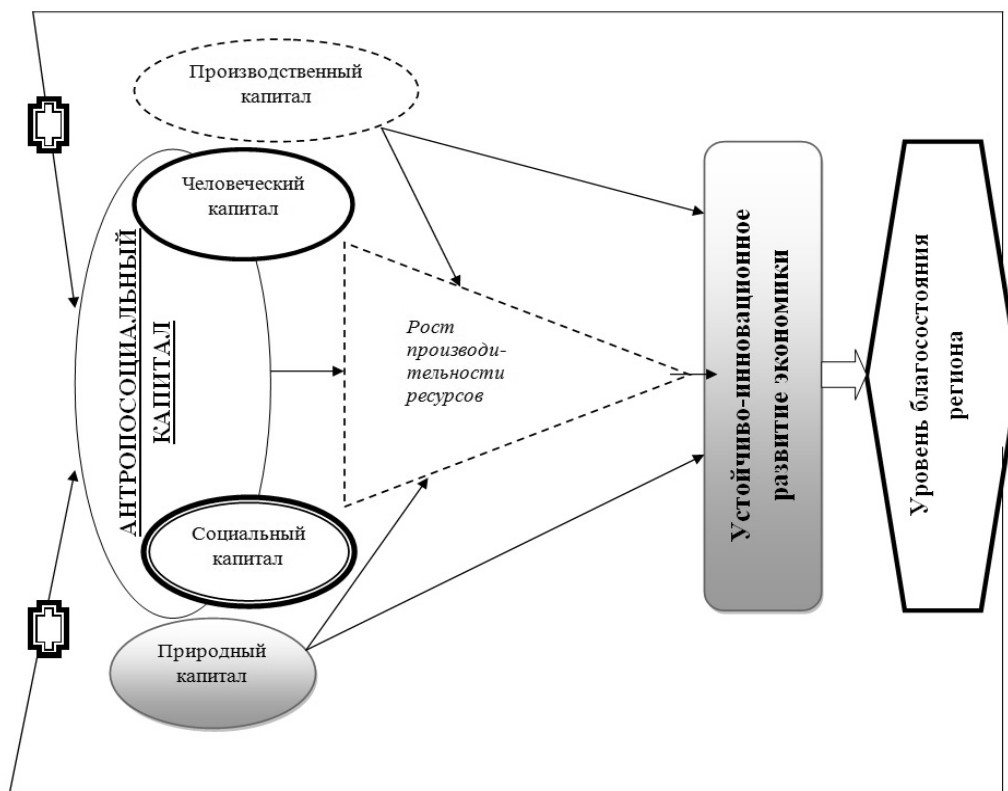 Производственный
капитал
Человеческий
капитал
АНТРОПОСОЦИАЛЬНЫЙ
КАПИТАЛ
Рост
производи-
тельности
ресурсов
Социальный
капитал
Природный
капитал
Устойчиво-инновационное
развитие экономики
Уровень благосостояния
региона